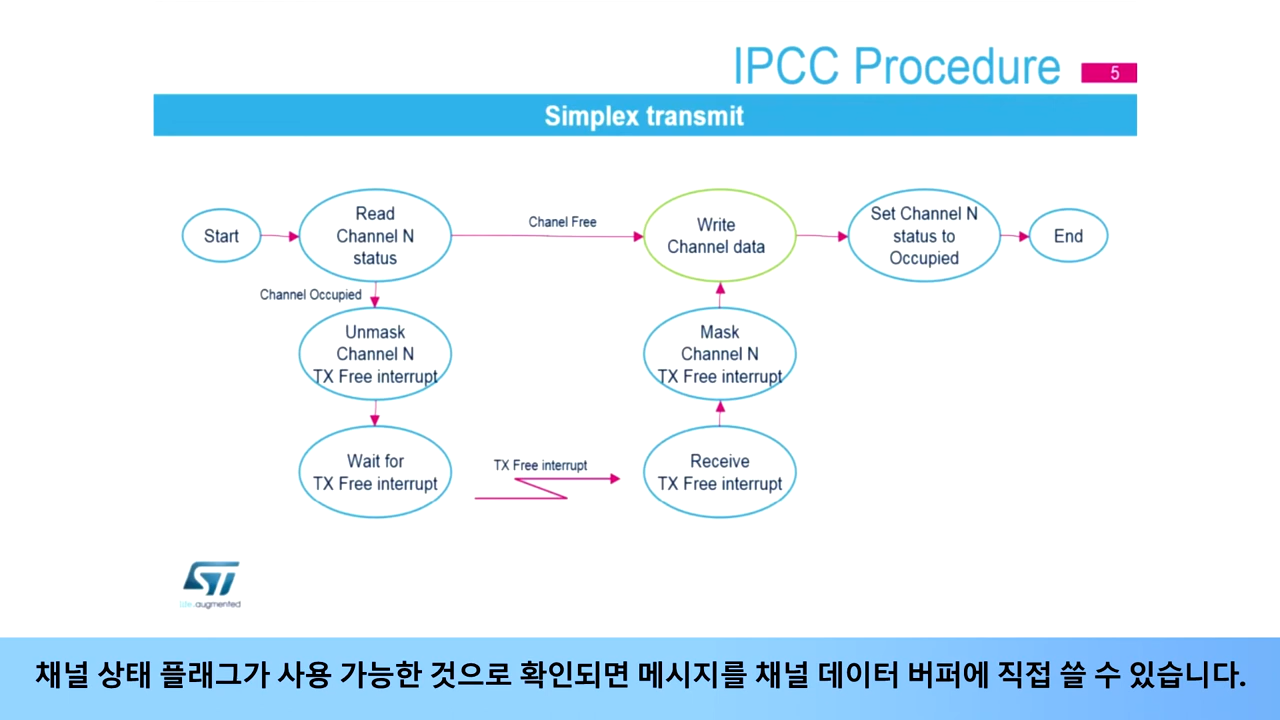 IPCC Procedure
5
Simplex transmit
Start
Read
Channel N
status
Chanel Free
Write
Channel data
Set Channel N
status to
Occupied
End
Channel Occupied
Unmask
Channel N
TX Free interrupt
Mask
Channel N
TX Free interrupt
Wait for
TX Free interrupt
TX Free interrupt
Receive
TX Free interrupt
ST
life.augmented
채널 상태 플래그가 사용 가능한 것으로 확인되면 메시지를 채널 데이터 버퍼에 직접 쓸 수 있습니다.